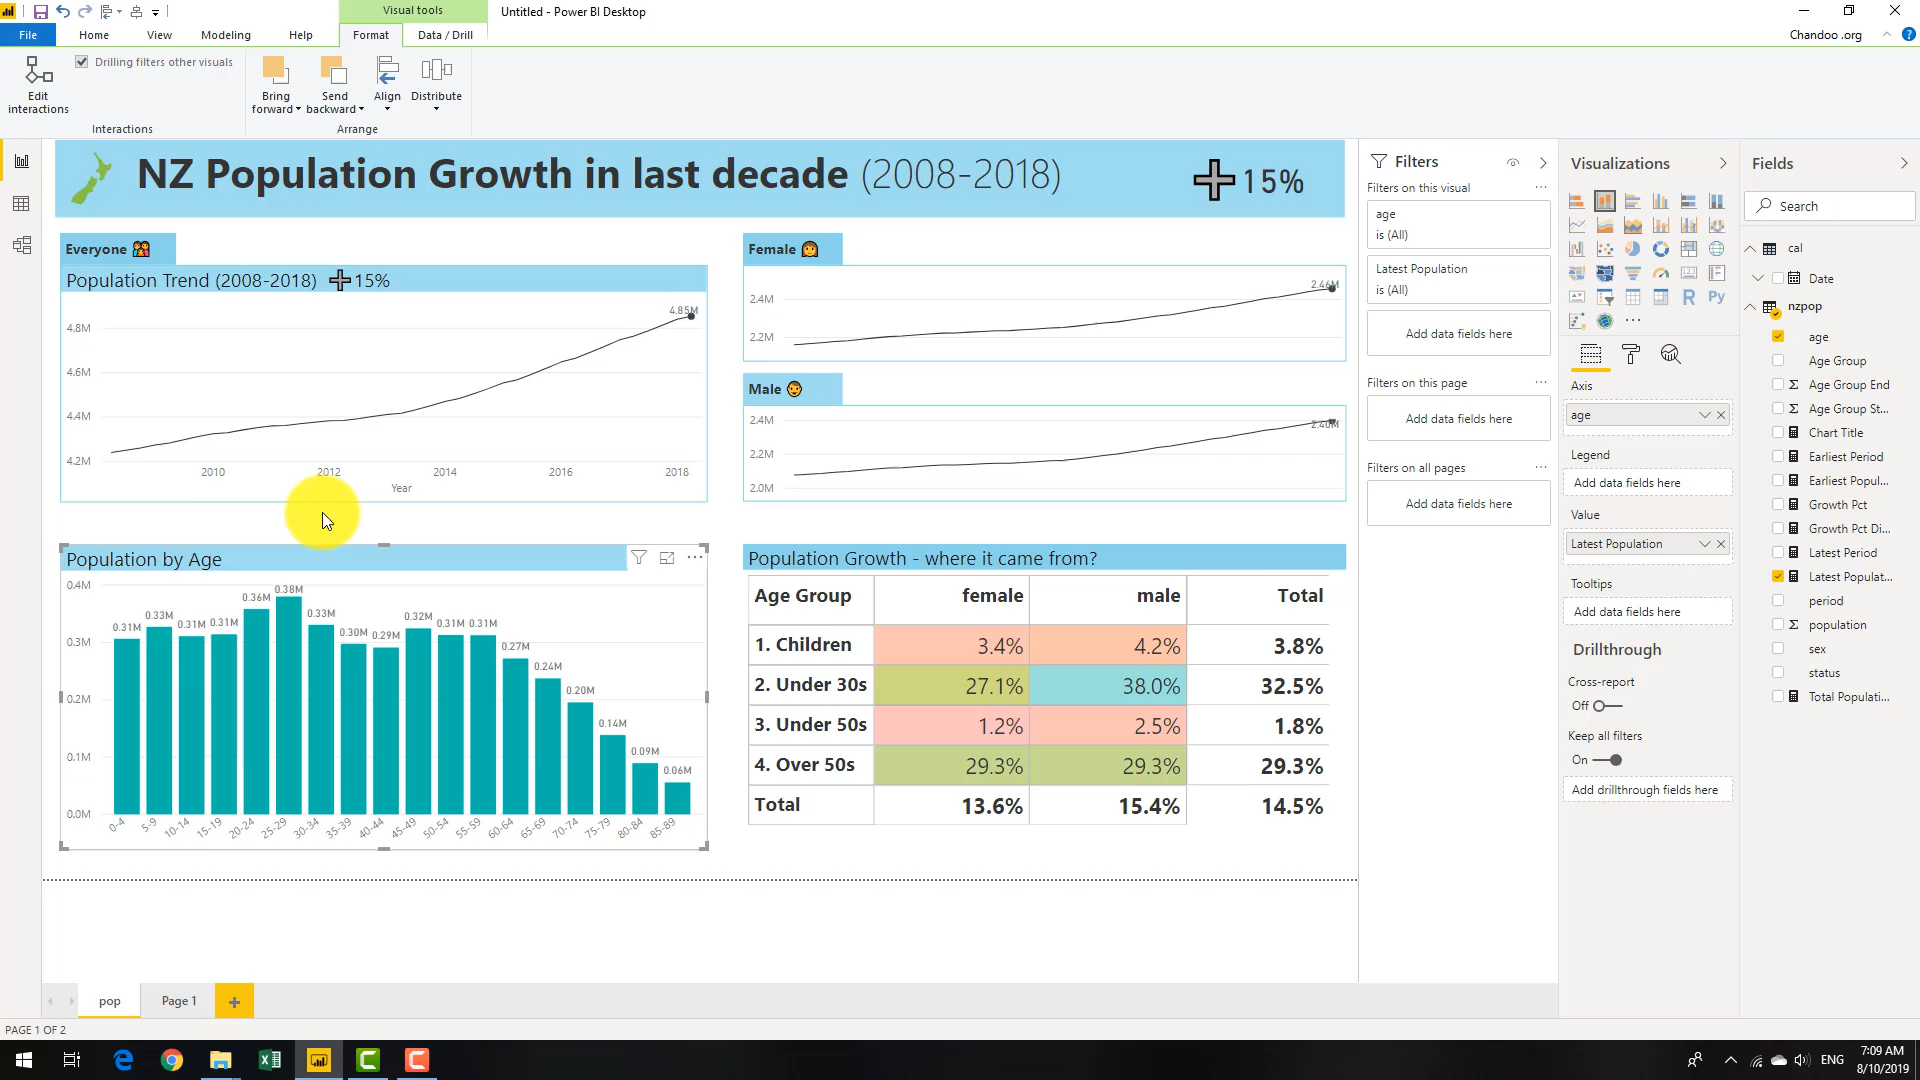 Visual tools
Untitled - Power BI Desktop
File
Home
View
Modeling
Help
Format
Data / Drill
Chandoo .org
Edit interactions
Drilling filters other visuals
Bring forward
Send backward
Align
Distribute
Interactions
Arrange
NZ Population Growth in last decade (2008-2018)
15%
Everyone
Population Trend (2008-2018) 15%
4.85M
4.8M
4.6M
4.4M
4.2M
2010 2012 2014 2016 2018
Year
Female
2.46M
2.4M
2.2M
Male
2.4M
2.40M
2.2M
2.0M
Population by Age
0.4M
0.3M
0.2M
0.1M
0.0M
0.31M 0.33M 0.31M 0.31M 0.36M 0.38M 0.33M 0.30M 0.29M 0.32M 0.31M 0.31M 0.27M 0.24M 0.20M 0.14M 0.09M 0.06M
0-4 5-9 10-14 15-19 20-24 25-29 30-34 35-39 40-44 45-49 50-54 55-59 60-64 65-69 70-74 75-79 80-84 85-89
Population Growth - where it came from?
Age Group female male Total
1. Children 3.4% 4.2% 3.8%
2. Under 30s 27.1% 38.0% 32.5%
3. Under 50s 1.2% 2.5% 1.8%
4. Over 50s 29.3% 29.3% 29.3%
Total 13.6% 15.4% 14.5%
Filters
Filters on this visual
age
is (All)
Latest Population
is (All)
Add data fields here
Filters on this page
Add data fields here
Filters on all pages
Add data fields here
Visualizations
R Py
Axis
age
Legend
Add data fields here
Value
Latest Population
Tooltips
Add data fields here
Drillthrough
Cross-report
Off
Keep all filters
On
Add drillthrough fields here
Fields
Search
cal
Date
nzpop
age
Age Group
Age Group End
Age Group St...
Chart Title
Earliest Period
Earliest Popul...
Growth Pct
Growth Pct Di...
Latest Period
Latest Populat...
period
population
sex
status
Total Populati...
pop
Page 1
PAGE 1 OF 2
ENG
7:09 AM
8/10/2019